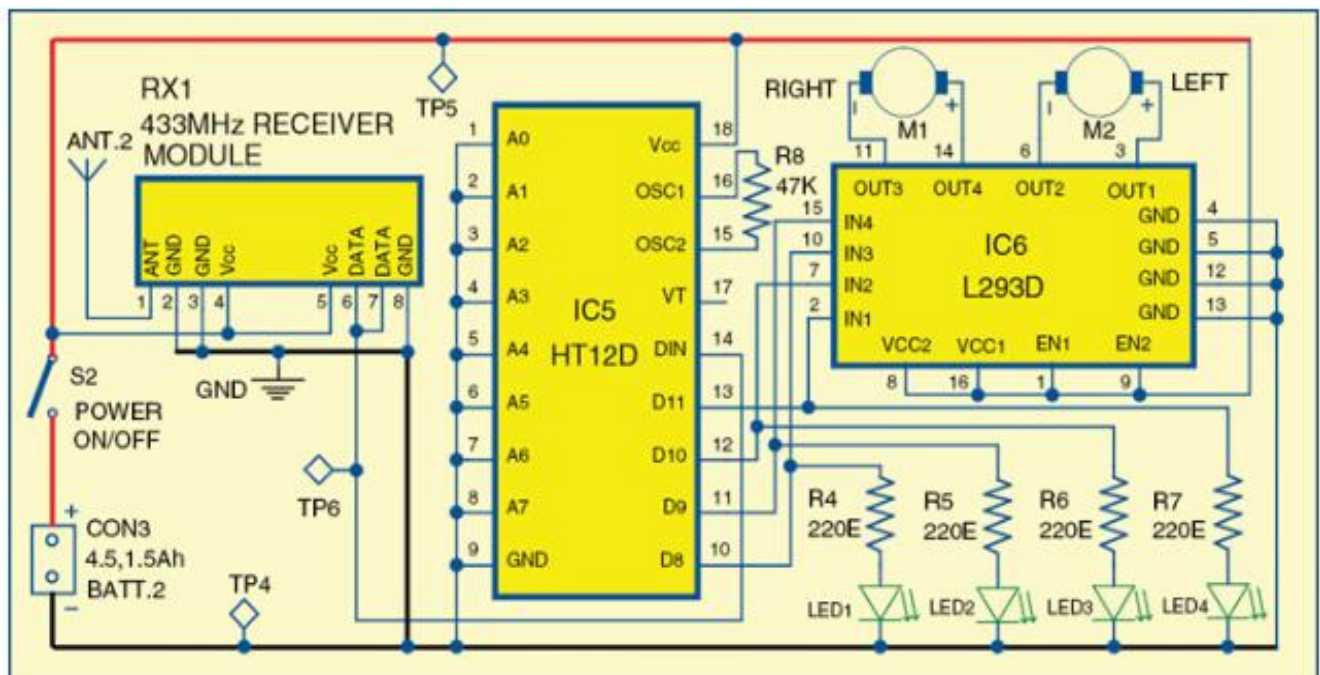 RX1
433MHz RECEIVER
MODULE
ANT.2
ANT
GND
GND
Vcc
Vcc
DATA
DATA
GND
1 2 3 4 5 6 7 8
S2
POWER
ON/OFF
GND
CON3
4.5,1.5Ah
BATT.2
+
−
TP4
TP5
TP6
IC5
HT12D
1 A0
2 A1
3 A2
4 A3
5 A4
6 A5
7 A6
8 A7
9 GND
Vcc 18
OSC1 16
OSC2 15
VT 17
DIN 14
D11 13
D10 12
D9 11
D8 10
R8
47K
RIGHT
− +
M1
LEFT
− +
M2
11 14 6 3
OUT3 OUT4 OUT2 OUT1
15 IN4
10 IN3
7 IN2
2 IN1
IC6
L293D
GND 4
GND 5
GND 12
GND 13
VCC2 VCC1 EN1 EN2
8 16 1 9
R4
220E
R5
220E
R6
220E
R7
220E
LED1
LED2
LED3
LED4